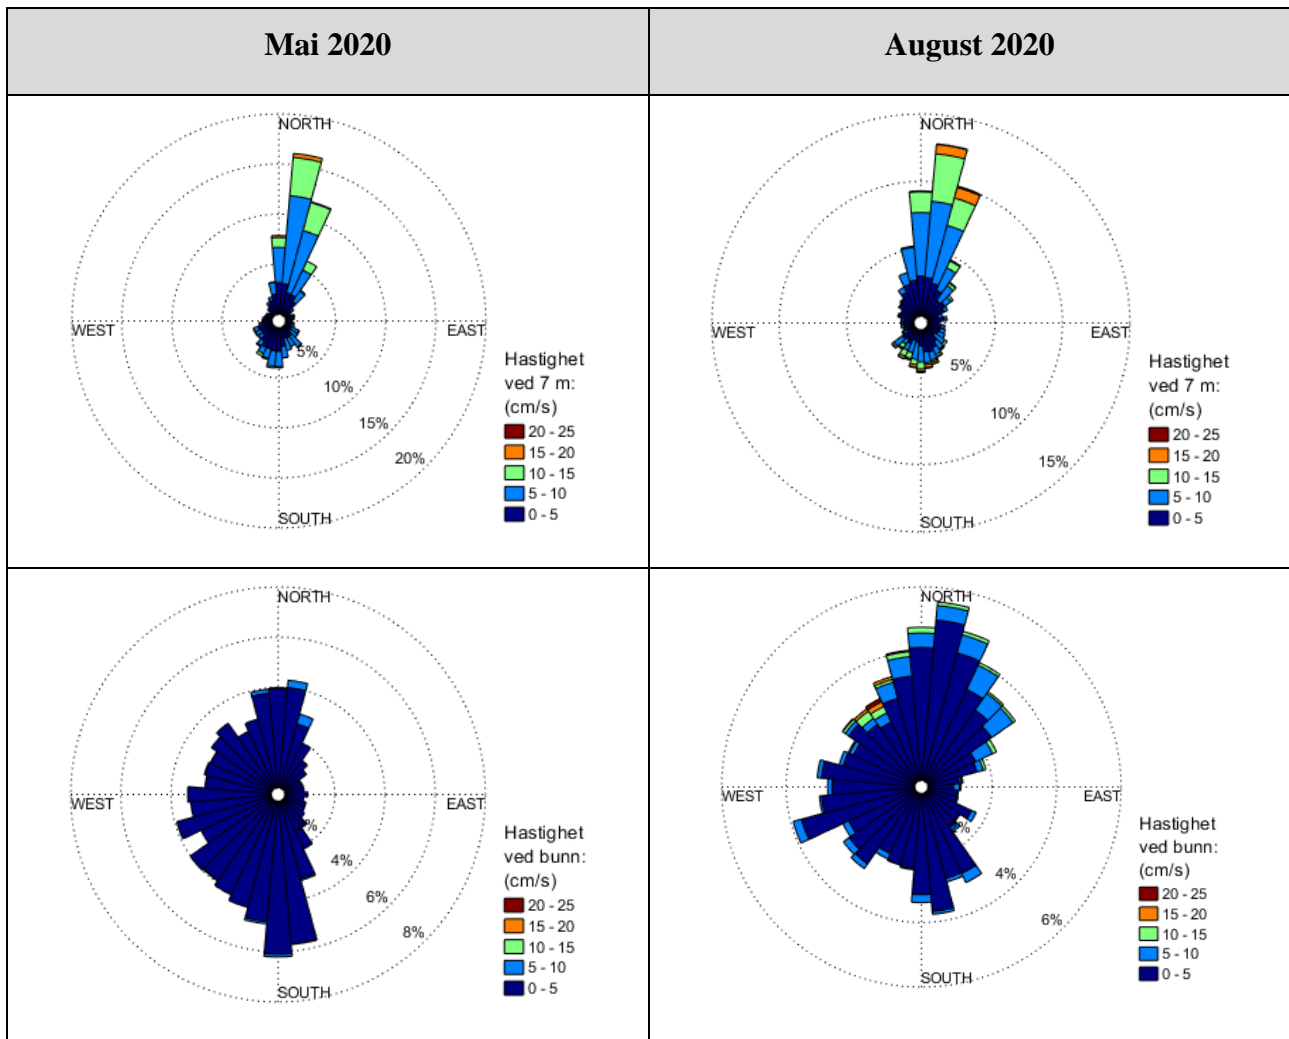 Mai 2020
August 2020
NORTH
WEST
EAST
SOUTH
5%
10%
15%
20%
Hastighet
ved 7 m:
(cm/s)
20 - 25
15 - 20
10 - 15
5 - 10
0 - 5
NORTH
WEST
EAST
SOUTH
5%
10%
15%
Hastighet
ved 7 m:
(cm/s)
20 - 25
15 - 20
10 - 15
5 - 10
0 - 5
NORTH
WEST
EAST
SOUTH
4%
6%
8%
Hastighet
ved bunn:
(cm/s)
20 - 25
15 - 20
10 - 15
5 - 10
0 - 5
NORTH
WEST
EAST
SOUTH
4%
6%
Hastighet
ved bunn:
(cm/s)
20 - 25
15 - 20
10 - 15
5 - 10
0 - 5